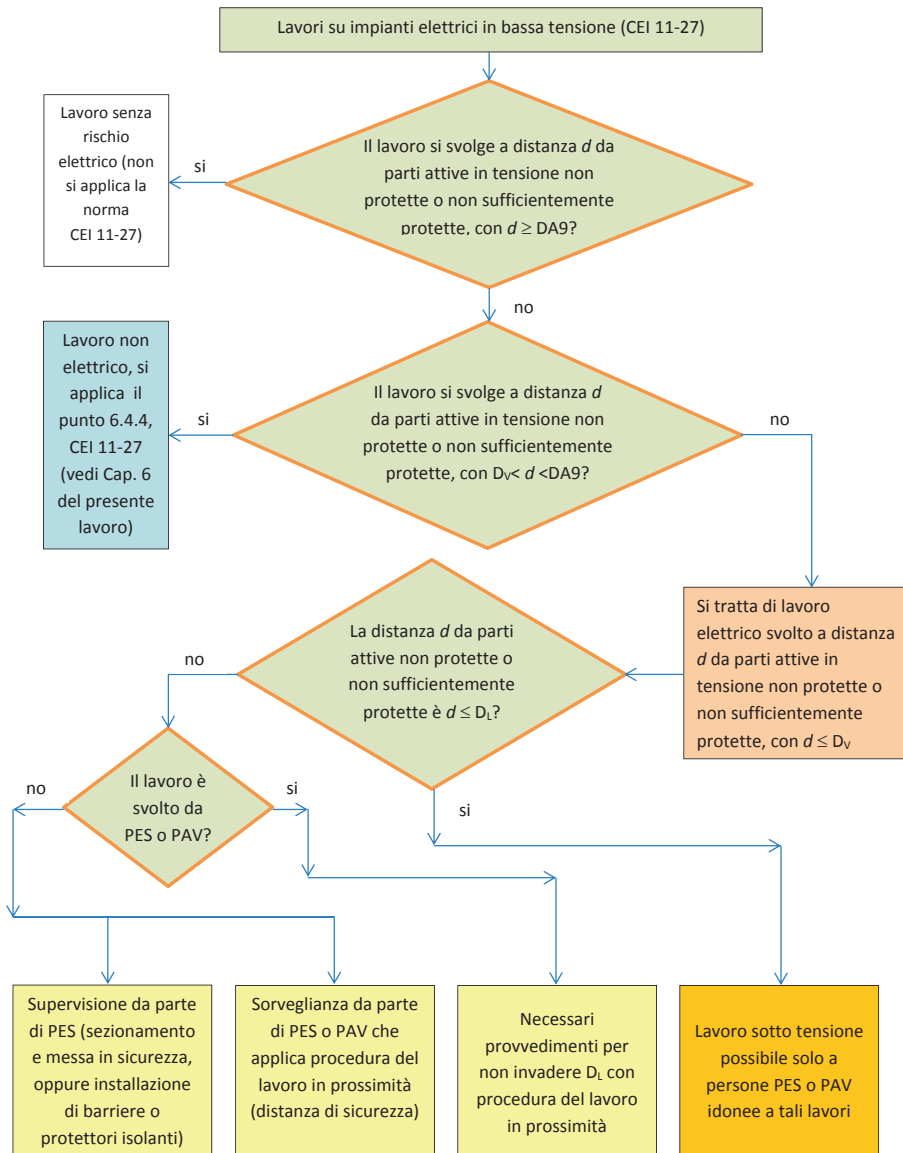 Lavori su impianti elettrici in bassa tensione (CEI 11-27)
Lavoro senza
rischio
elettrico (non
si applica la
norma
CEI 11-27)
si
Il lavoro si svolge a distanza d da
parti attive in tensione non
protette o non sufficientemente
protette, con d ≥ DA9?
no
Lavoro non
elettrico, si
applica il
punto 6.4.4,
CEI 11-27
(vedi Cap. 6
del presente
lavoro)
si
Il lavoro si svolge a distanza d
da parti attive in tensione non
protette o non sufficientemente
protette, con DV< d <DA9?
no
Si tratta di lavoro
elettrico svolto a distanza
d da parti attive in
tensione non protette o
non sufficientemente
protette, con d ≤ DV
La distanza d da parti
attive non protette o
non sufficientemente
protette è d ≤ DL?
no
si
Il lavoro è
svolto da
PES o PAV?
no
si
Supervisione da parte
di PES (sezionamento
e messa in sicurezza,
oppure installazione
di barriere o
protettori isolanti)
Sorveglianza da parte
di PES o PAV che
applica procedura del
lavoro in prossimità
(distanza di sicurezza)
Necessari
provvedimenti per
non invadere DL con
procedura del lavoro
in prossimità
Lavoro sotto tensione
possibile solo a
persone PES o PAV
idonee a tali lavori